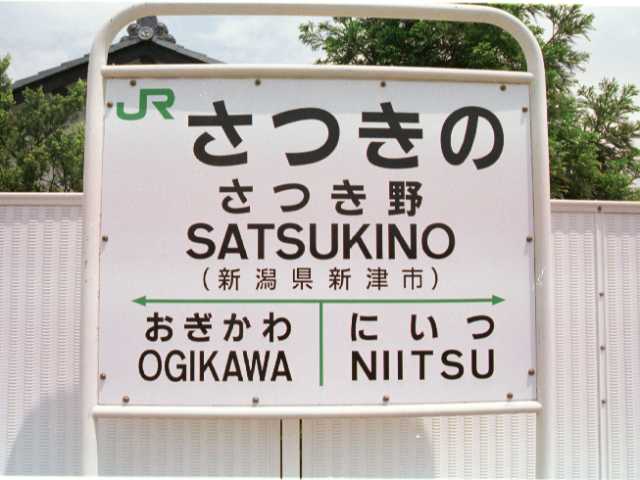 JR さつきの
さつき野
SATSUKINO
(新潟県新津市)
おぎかわ にいつ
OGIKAWA NIITSU